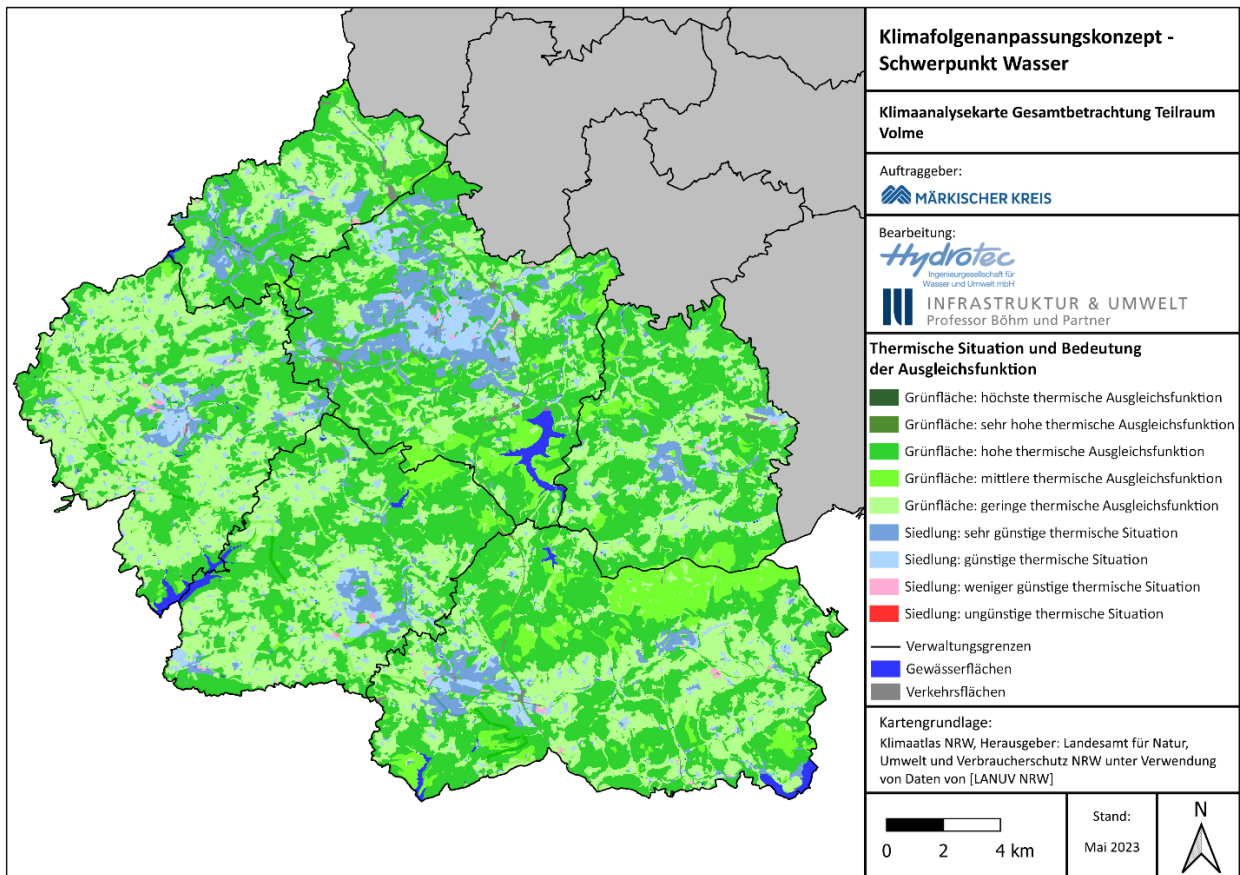 Klimafolgenanpassungskonzept -
Schwerpunkt Wasser
Klimaanalysekarte Gesamtbetrachtung Teilraum
Volme
Auftraggeber:
MÄRKISCHER KREIS
Bearbeitung:
Hydrotec
Ingenieurgesellschaft für
Wasser und Umwelt mbH
INFRASTRUKTUR & UMWELT
Professor Böhm und Partner
Thermische Situation und Bedeutung
der Ausgleichsfunktion
Grünfläche: höchste thermische Ausgleichsfunktion
Grünfläche: sehr hohe thermische Ausgleichsfunktion
Grünfläche: hohe thermische Ausgleichsfunktion
Grünfläche: mittlere thermische Ausgleichsfunktion
Grünfläche: geringe thermische Ausgleichsfunktion
Siedlung: sehr günstige thermische Situation
Siedlung: günstige thermische Situation
Siedlung: weniger günstige thermische Situation
Siedlung: ungünstige thermische Situation
Verwaltungsgrenzen
Gewässerflächen
Verkehrsflächen
Kartengrundlage:
Klimaatlas NRW, Herausgeber: Landesamt für Natur,
Umwelt und Verbraucherschutz NRW unter Verwendung
von Daten von [LANUV NRW]
0 2 4 km
Stand:
Mai 2023
N